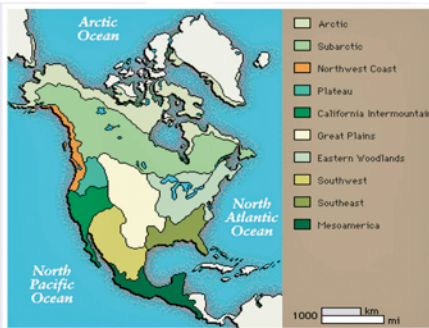 Arctic
Ocean
North
Atlantic
Ocean
North
Pacific
Ocean
Arctic
Subarctic
Northwest Coast
Plateau
California Intermountain
Great Plains
Eastern Woodlands
Southwest
Southeast
Mesoamerica
1000 km
mi